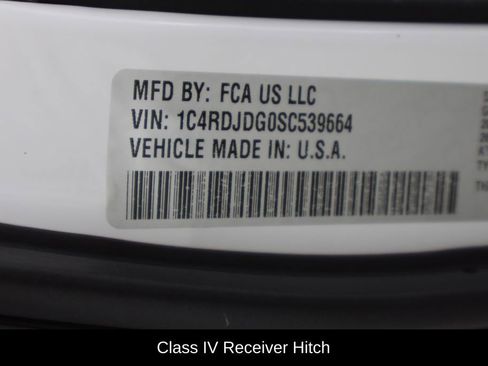 MFD BY: FCA US LLC
VIN: 1C4RDJDG0SC539664
VEHICLE MADE IN: U.S.A.
Class IV Receiver Hitch